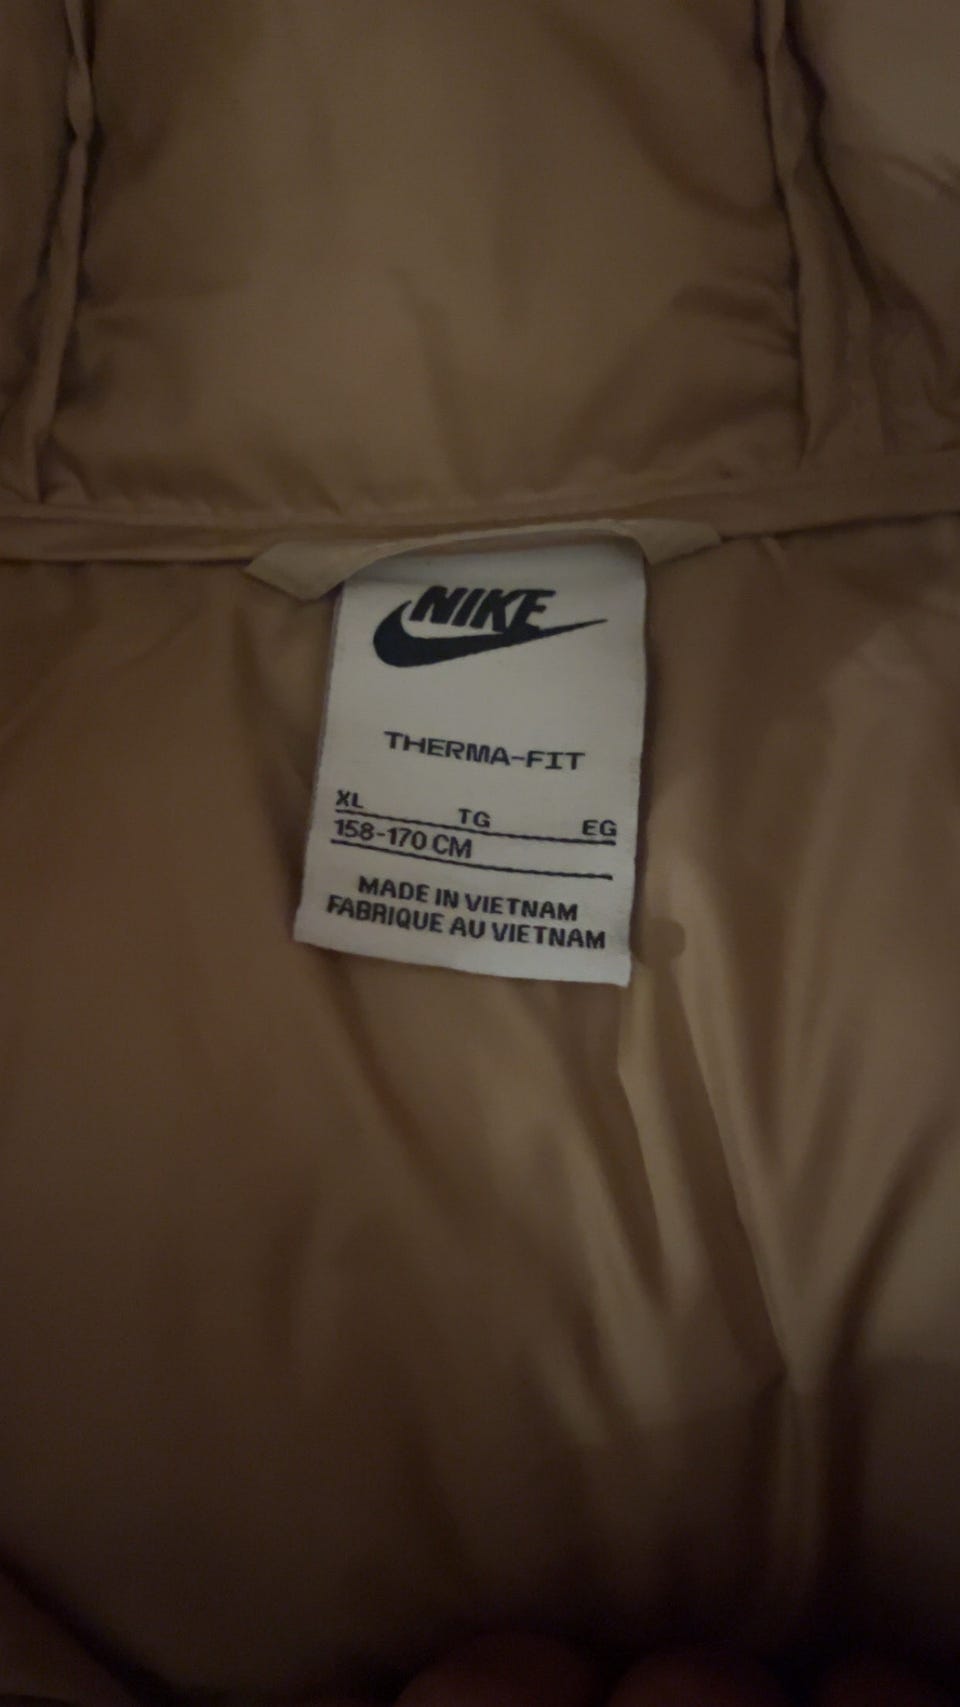 NIKE
THERMA-FIT
XL TG EG
158-170 CM
MADE IN VIETNAM
FABRIQUE AU VIETNAM